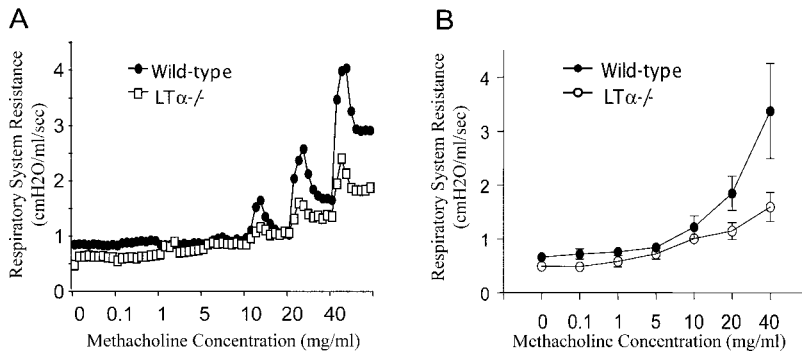 A
Respiratory System Resistance
(cmH2O/ml/sec)
4
3
2
1
0
Wild-type
LTα-/-
0 0.1 1 5 10 20 40
Methacholine Concentration (mg/ml)
B
Respiratory System Resistance
(cmH2O/ml/sec)
4
3
2
1
0
Wild-type
LTα-/-
0 0.1 1 5 10 20 40
Methacholine Concentration (mg/ml)